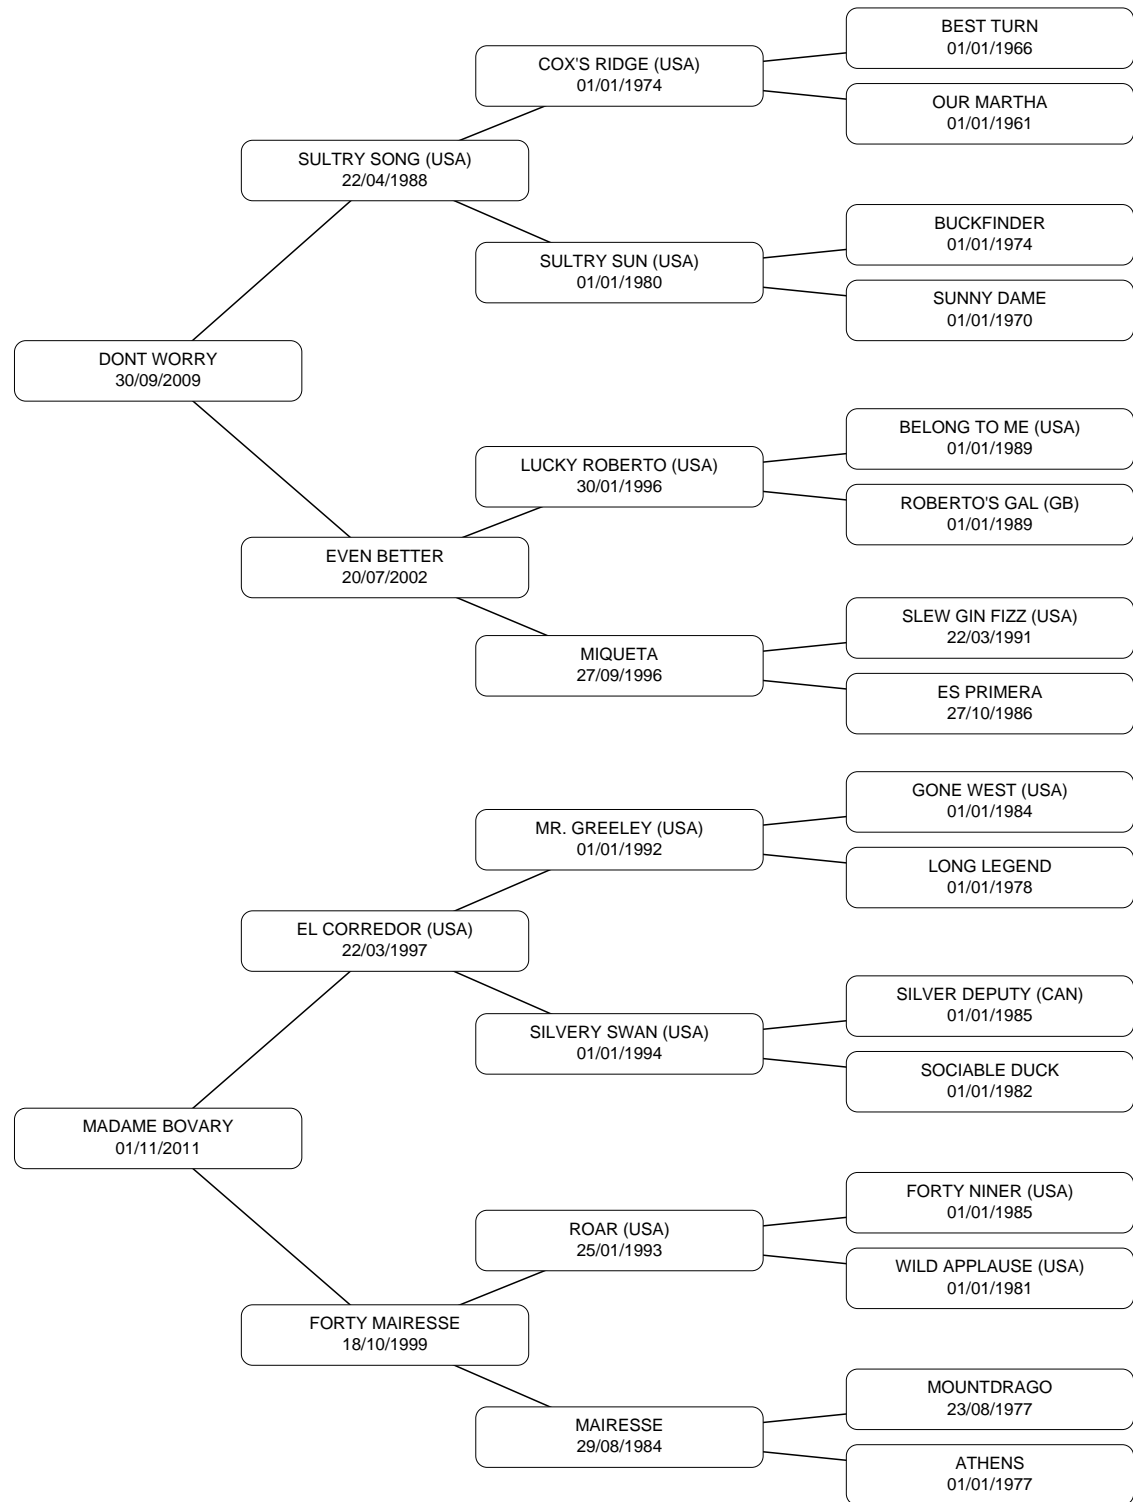 BEST TURN
01/01/1966
COX'S RIDGE (USA)
01/01/1974
OUR MARTHA
01/01/1961
SULTRY SONG (USA)
22/04/1988
BUCKFINDER
01/01/1974
SULTRY SUN (USA)
01/01/1980
SUNNY DAME
01/01/1970
DONT WORRY
30/09/2009
BELONG TO ME (USA)
01/01/1989
LUCKY ROBERTO (USA)
30/01/1996
ROBERTO'S GAL (GB)
01/01/1989
EVEN BETTER
20/07/2002
SLEW GIN FIZZ (USA)
22/03/1991
MIQUETA
27/09/1996
ES PRIMERA
27/10/1986
GONE WEST (USA)
01/01/1984
MR. GREELEY (USA)
01/01/1992
LONG LEGEND
01/01/1978
EL CORREDOR (USA)
22/03/1997
SILVER DEPUTY (CAN)
01/01/1985
SILVERY SWAN (USA)
01/01/1994
SOCIABLE DUCK
01/01/1982
MADAME BOVARY
01/11/2011
FORTY NINER (USA)
01/01/1985
ROAR (USA)
25/01/1993
WILD APPLAUSE (USA)
01/01/1981
FORTY MAIRESSE
18/10/1999
MOUNTDRAGO
23/08/1977
MAIRESSE
29/08/1984
ATHENS
01/01/1977